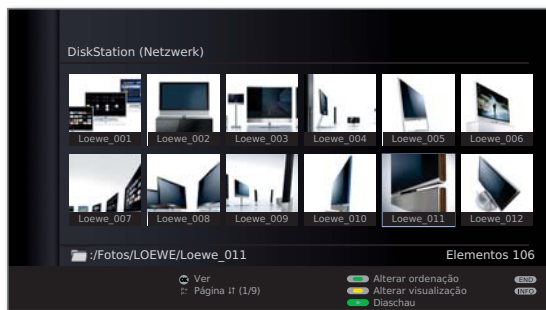 DiskStation (Netzwerk)
Loewe_001 Loewe_002 Loewe_003 Loewe_004 Loewe_005 Loewe_006
Loewe_007 Loewe_008 Loewe_009 Loewe_010 Loewe_011 Loewe_012
:/Fotos/LOEWE/Loewe_011 Elementos 106
OK Ver Alterar ordenação END
Página ↓↑ (1/9) Alterar visualização INFO
Diaschau